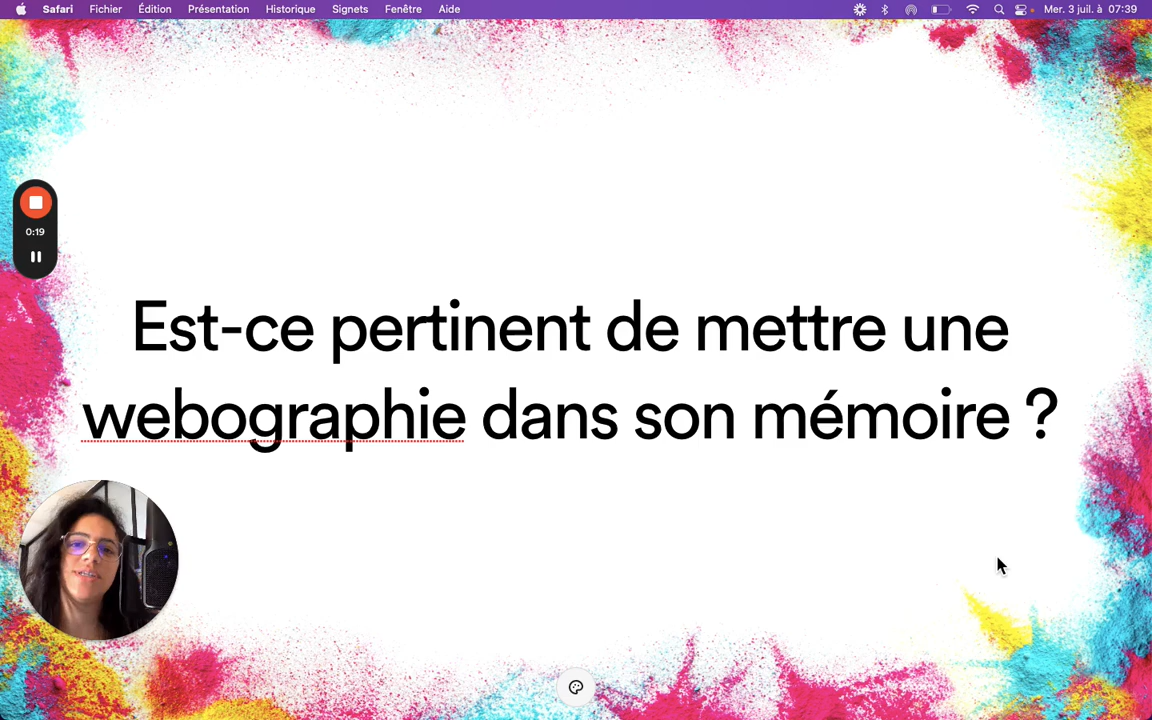 Safari Fichier Édition Présentation Historique Signets Fenêtre Aide Mer. 3 juil. à 07:39
0:19
Est-ce pertinent de mettre une
webographie dans son mémoire ?